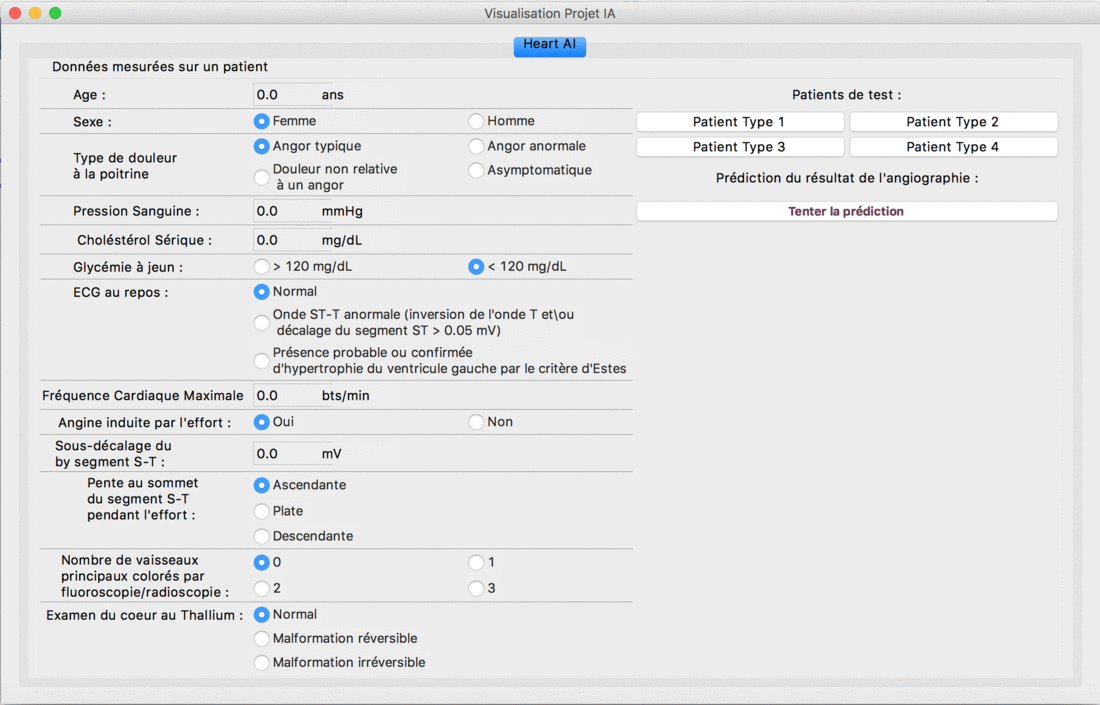 Visualisation Projet IA
Heart AI
Données mesurées sur un patient
Age : 0.0 ans
Sexe : Femme Homme
Type de douleur
à la poitrine
Angor typique Angor anormale
Douleur non relative
à un angor
Asymptomatique
Pression Sanguine : 0.0 mmHg
Choléstérol Sérique : 0.0 mg/dL
Glycémie à jeun : > 120 mg/dL < 120 mg/dL
ECG au repos : Normal
Onde ST-T anormale (inversion de l'onde T et\ou
décalage du segment ST > 0.05 mV)
Présence probable ou confirmée
d'hypertrophie du ventricule gauche par le critère d'Estes
Fréquence Cardiaque Maximale 0.0 bts/min
Angine induite par l'effort : Oui Non
Sous-décalage du
by segment S-T :
0.0 mV
Pente au sommet
du segment S-T
pendant l'effort :
Ascendante
Plate
Descendante
Nombre de vaisseaux
principaux colorés par
fluoroscopie/radioscopie :
0 1
2 3
Examen du coeur au Thallium : Normal
Malformation réversible
Malformation irréversible
Patients de test :
Patient Type 1 Patient Type 2
Patient Type 3 Patient Type 4
Prédiction du résultat de l'angiographie :
Tenter la prédiction